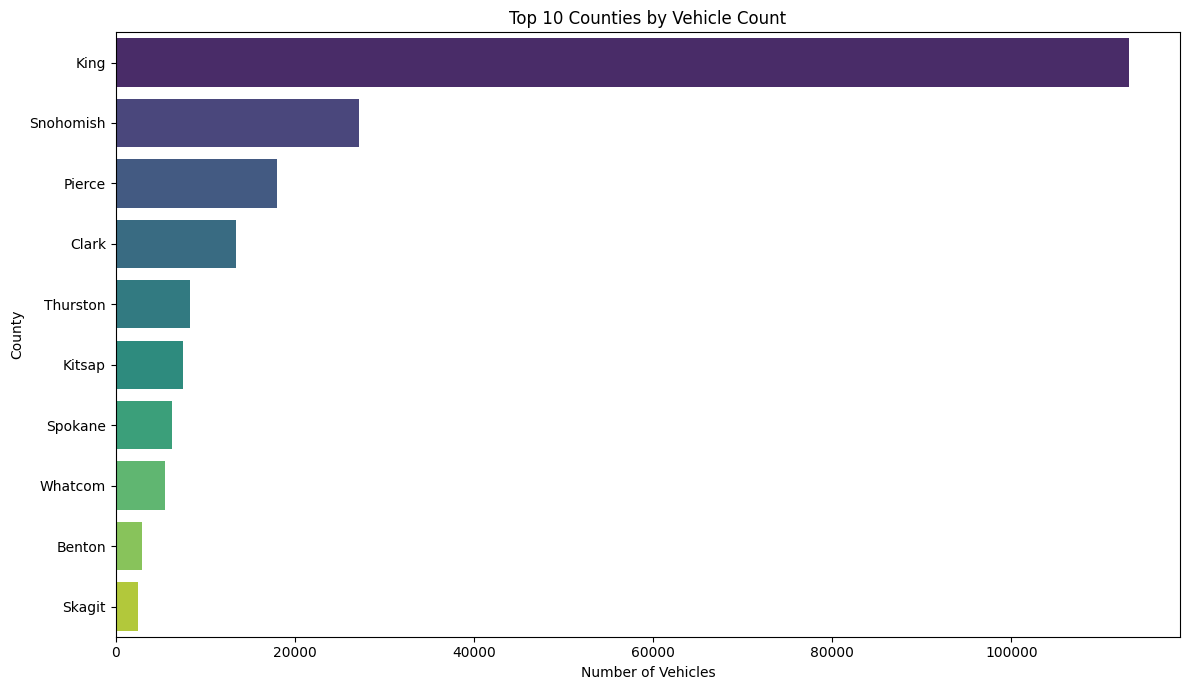 Top 10 Counties by Vehicle Count
King
Snohomish
Pierce
Clark
Thurston
Kitsap
Spokane
Whatcom
Benton
Skagit
County
0 20000 40000 60000 80000 100000
Number of Vehicles